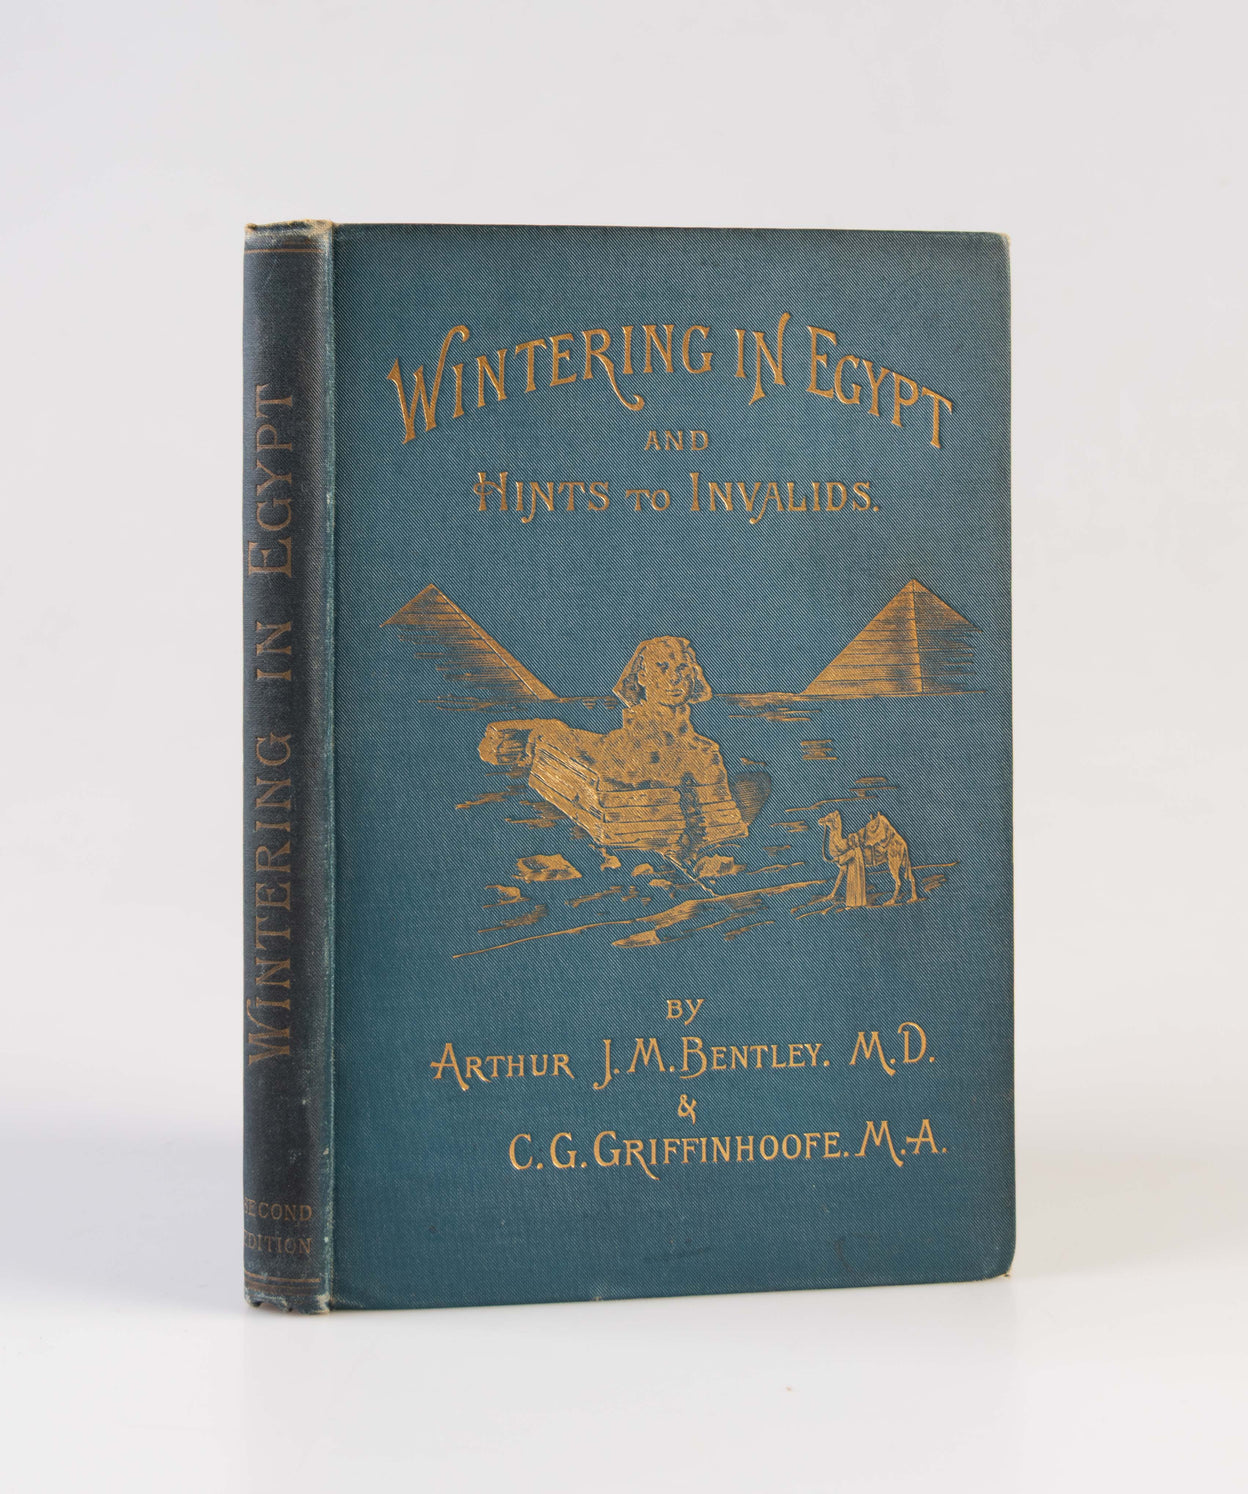 WINTERING IN EGYPT
AND
HINTS TO INVALIDS.
BY
ARTHUR J. M. BENTLEY. M.D.
&
C. G. GRIFFINHOOFE. M.A.
WINTERING IN EGYPT
SECOND
EDITION